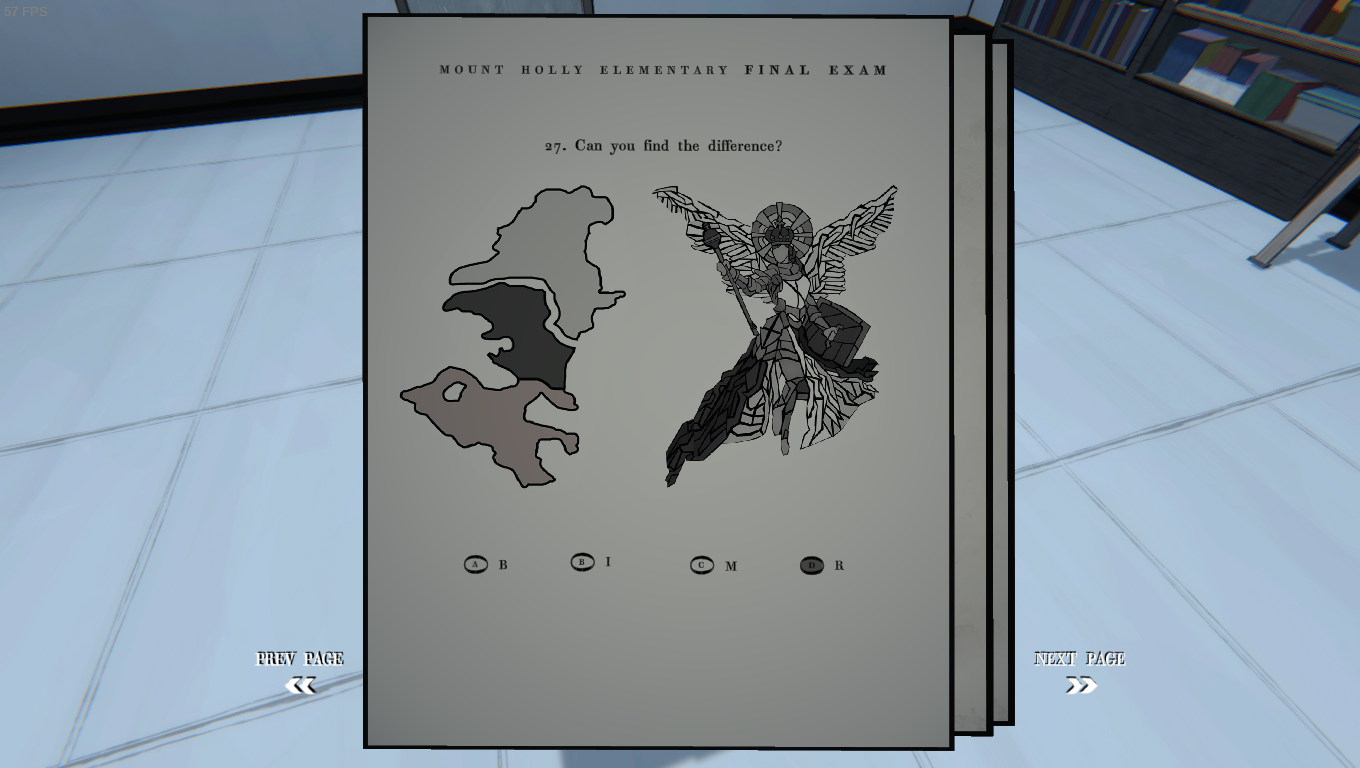 57 FPS
MOUNT HOLLY ELEMENTARY FINAL EXAM
27. Can you find the difference?
A B B I C M D R
PREV PAGE
NEXT PAGE